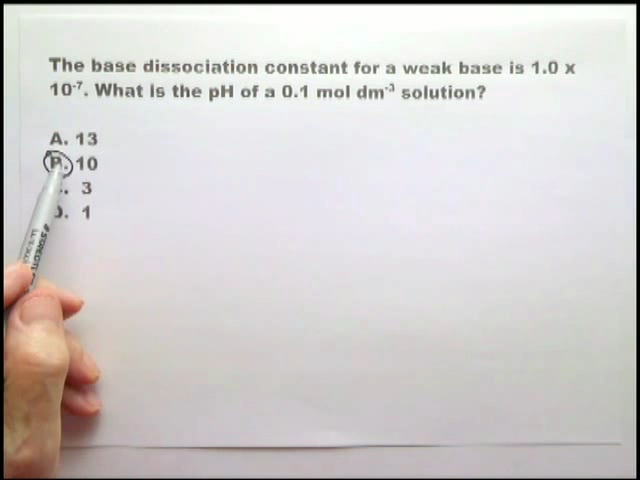 The base dissociation constant for a weak base is 1.0 x
10⁻⁷. What is the pH of a 0.1 mol dm⁻³ solution?
A. 13
B. 10
3
D. 1